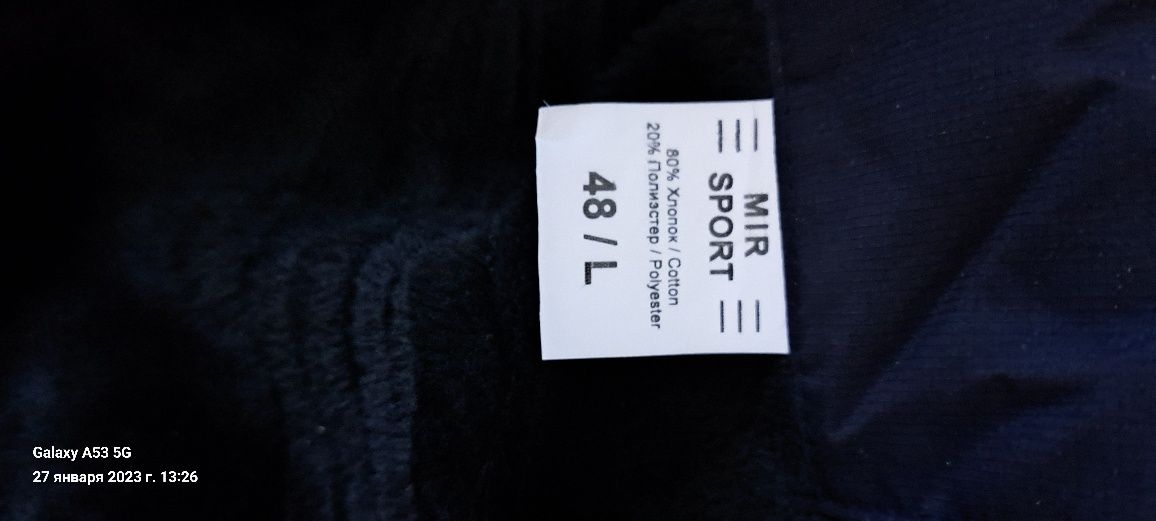 MIR
SPORT
80% Хлопок / Cotton
20% Полиэстер / Polyester
48 / L
Galaxy A53 5G
27 января 2023 г. 13:26